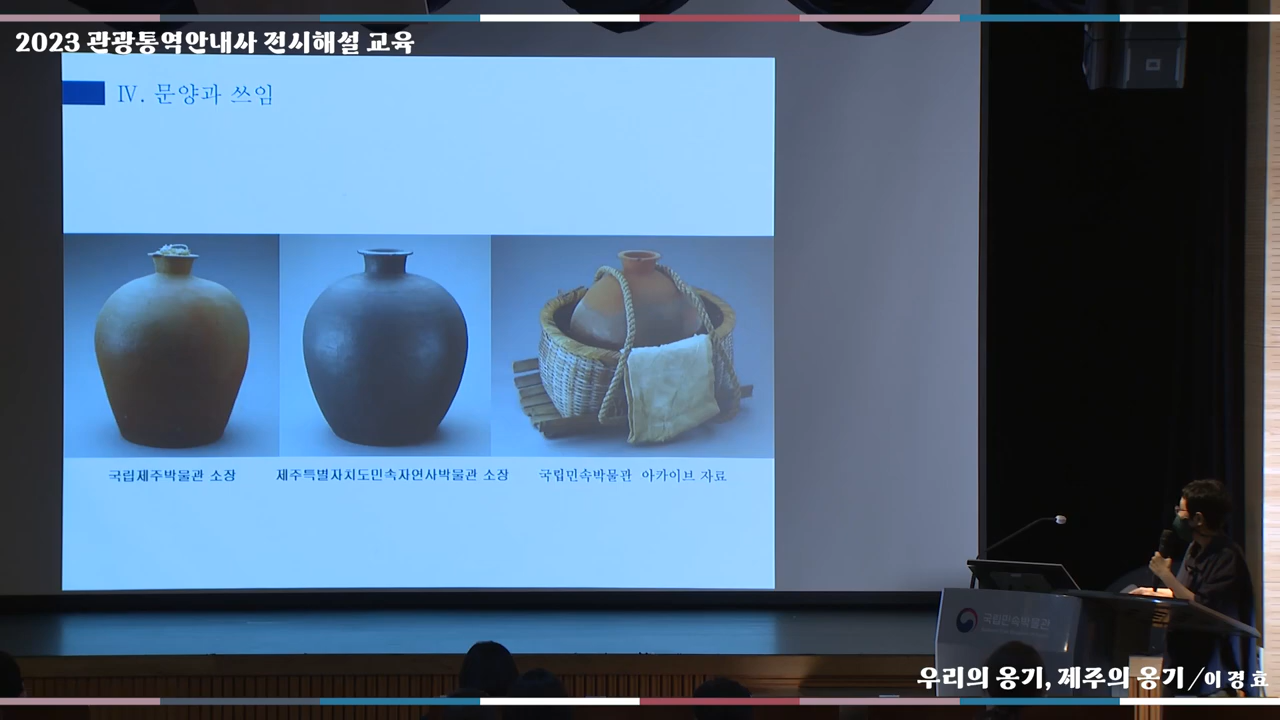 2023 관광통역안내사 전시해설 교육
Ⅳ. 문양과 쓰임
국립제주박물관 소장
제주특별자치도민속자연사박물관 소장
국립민속박물관 아카이브 자료
국립민속박물관
우리의 옹기, 제주의 옹기/이경효